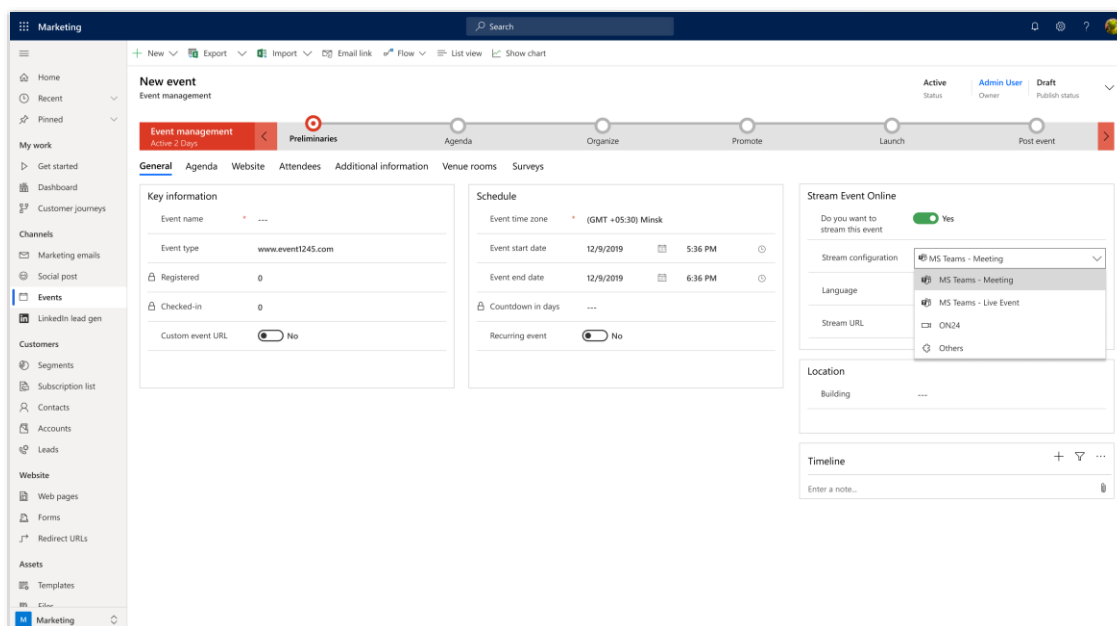 Marketing
Search
?
New
Export
Import
Email link
Flow
List view
Show chart
Home
Recent
Pinned
My work
Get started
Dashboard
Customer journeys
Channels
Marketing emails
Social post
Events
LinkedIn lead gen
Customers
Segments
Subscription list
Contacts
Accounts
Leads
Website
Web pages
Forms
Redirect URLs
Assets
Templates
Files
M Marketing
New event
Event management
Active
Status
Admin User
Owner
Draft
Publish status
Event management
Active 2 Days
Preliminaries
Agenda
Organize
Promote
Launch
Post event
General Agenda Website Attendees Additional information Venue rooms Surveys
Key information
Event name * ---
Event type www.event1245.com
Registered 0
Checked-in 0
Custom event URL No
Schedule
Event time zone * (GMT +05:30) Minsk
Event start date 12/9/2019 5:36 PM
Event end date 12/9/2019 6:36 PM
Countdown in days ---
Recurring event No
Stream Event Online
Do you want to
stream this event
Yes
Stream configuration MS Teams - Meeting
MS Teams - Meeting
MS Teams - Live Event
ON24
Others
Language
Stream URL
Location
Building ---
Timeline
Enter a note...